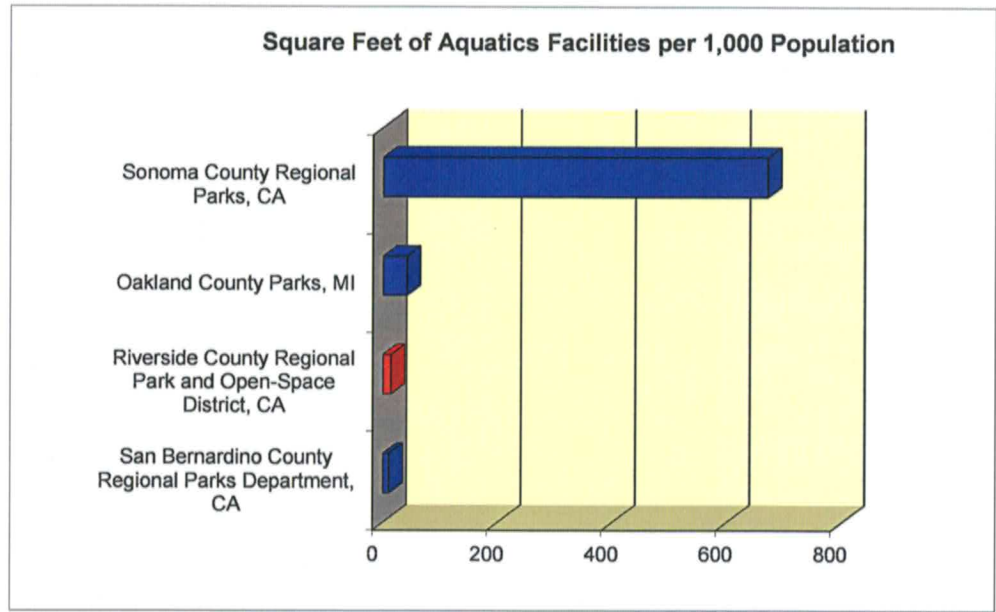 Square Feet of Aquatics Facilities per 1,000 Population
Sonoma County Regional
Parks, CA
Oakland County Parks, MI
Riverside County Regional
Park and Open-Space
District, CA
San Bernardino County
Regional Parks Department,
CA
0 200 400 600 800